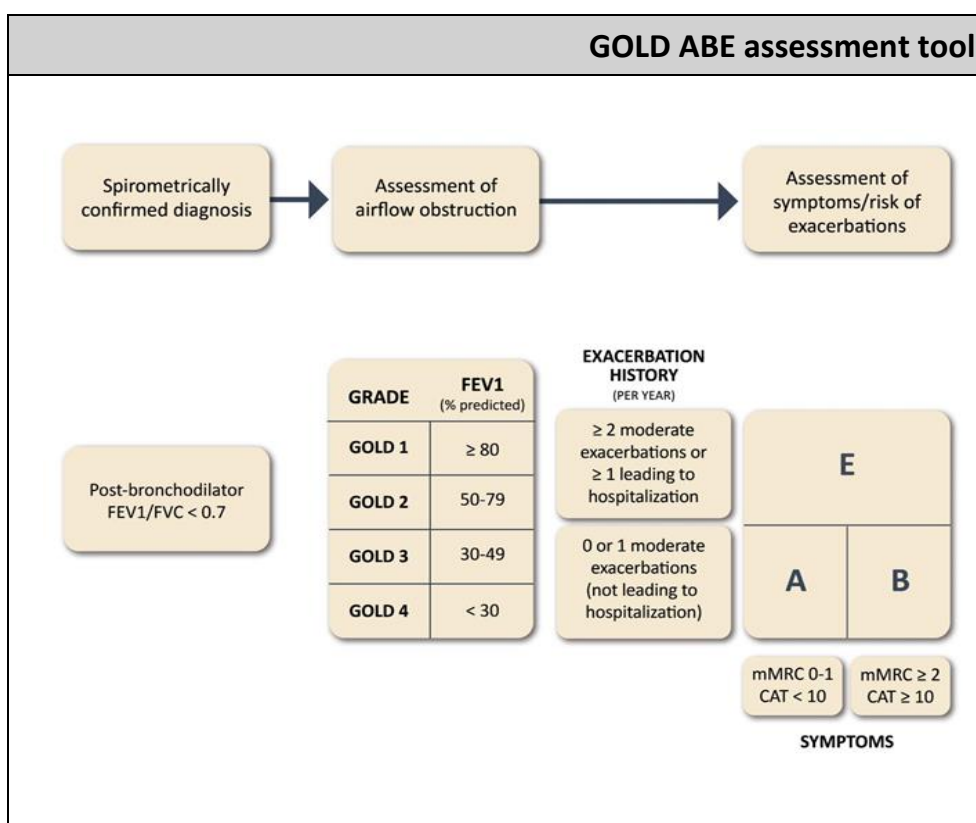 GOLD ABE assessment tool
Spirometrically
confirmed diagnosis
Assessment of
airflow obstruction
Assessment of
symptoms/risk of
exacerbations
Post-bronchodilator
FEV1/FVC < 0.7
GRADE
FEV1
(% predicted)
GOLD 1
≥ 80
GOLD 2
50-79
GOLD 3
30-49
GOLD 4
< 30
EXACERBATION
HISTORY
(PER YEAR)
≥ 2 moderate
exacerbations or
≥ 1 leading to
hospitalization
0 or 1 moderate
exacerbations
(not leading to
hospitalization)
E
A
B
mMRC 0-1
CAT < 10
mMRC ≥ 2
CAT ≥ 10
SYMPTOMS